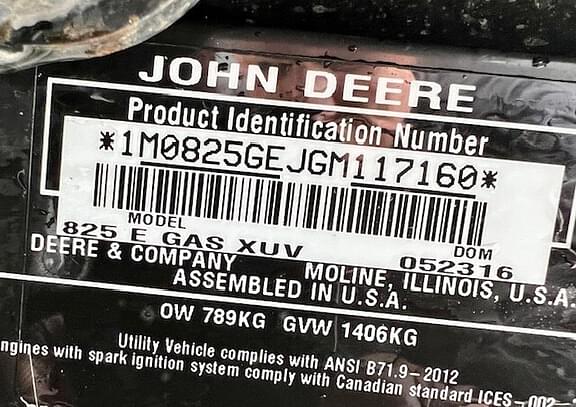 JOHN DEERE
Product Identification Number
*1M0825GEJGM117160*
MODEL DOM
825 E GAS XUV 052316
DEERE & COMPANY MOLINE, ILLINOIS, U.S.A.
ASSEMBLED IN U.S.A.
OW 789KG GVW 1406KG
Utility Vehicle complies with ANSI B71.9-2012
ngines with spark ignition system comply with Canadian standard ICES-002